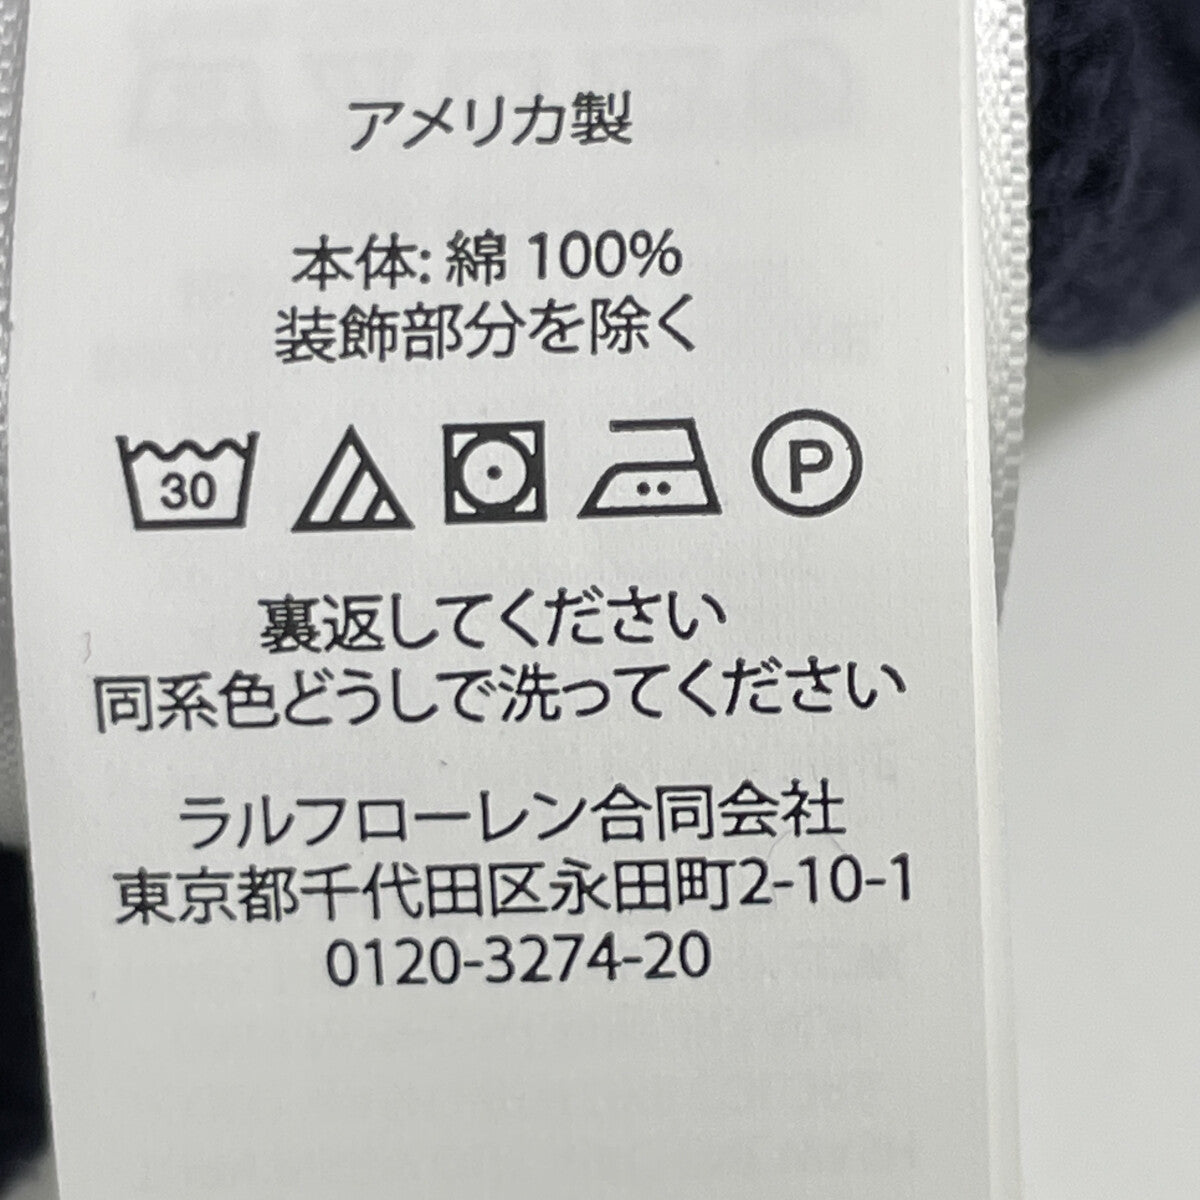 アメリカ製
本体: 綿 100%
装飾部分を除く
30
P
裏返してください
同系色どうしで洗ってください
ラルフローレン合同会社
東京都千代田区永田町2-10-1
0120-3274-20